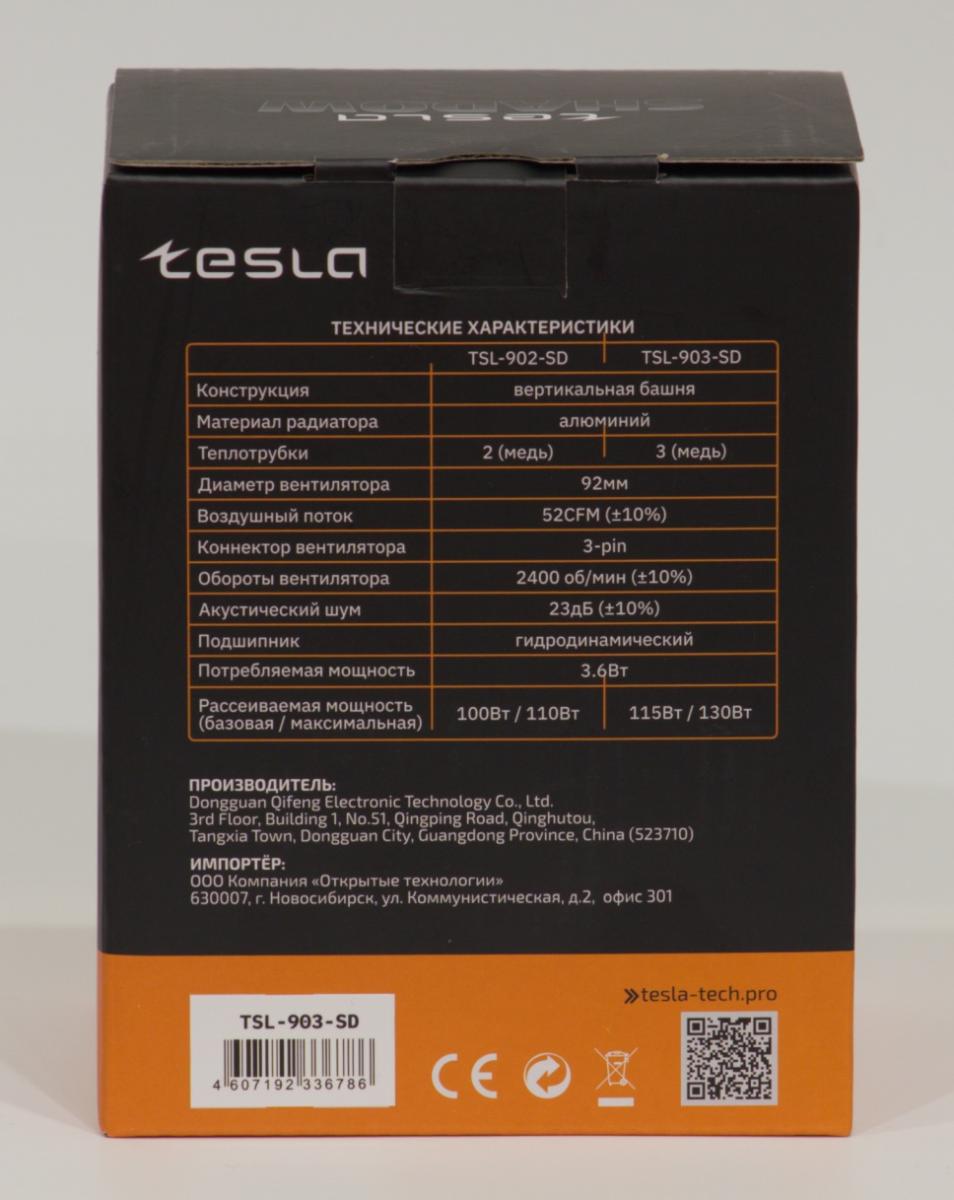 SHADOW
tesla
tesla
ТЕХНИЧЕСКИЕ ХАРАКТЕРИСТИКИ
TSL-902-SD TSL-903-SD
Конструкция вертикальная башня
Материал радиатора алюминий
Теплотрубки 2 (медь) 3 (медь)
Диаметр вентилятора 92мм
Воздушный поток 52CFM (±10%)
Коннектор вентилятора 3-pin
Обороты вентилятора 2400 об/мин (±10%)
Акустический шум 23дБ (±10%)
Подшипник гидродинамический
Потребляемая мощность 3.6Вт
Рассеиваемая мощность
(базовая / максимальная) 100Вт / 110Вт 115Вт / 130Вт
ПРОИЗВОДИТЕЛЬ:
Dongguan Qifeng Electronic Technology Co., Ltd.
3rd Floor, Building 1, No.51, Qingping Road, Qinghutou,
Tangxia Town, Dongguan City, Guangdong Province, China (523710)
ИМПОРТЁР:
ООО Компания «Открытые технологии»
630007, г. Новосибирск, ул. Коммунистическая, д.2, офис 301
tesla-tech.pro
TSL-903-SD
4 607192 336786
CE